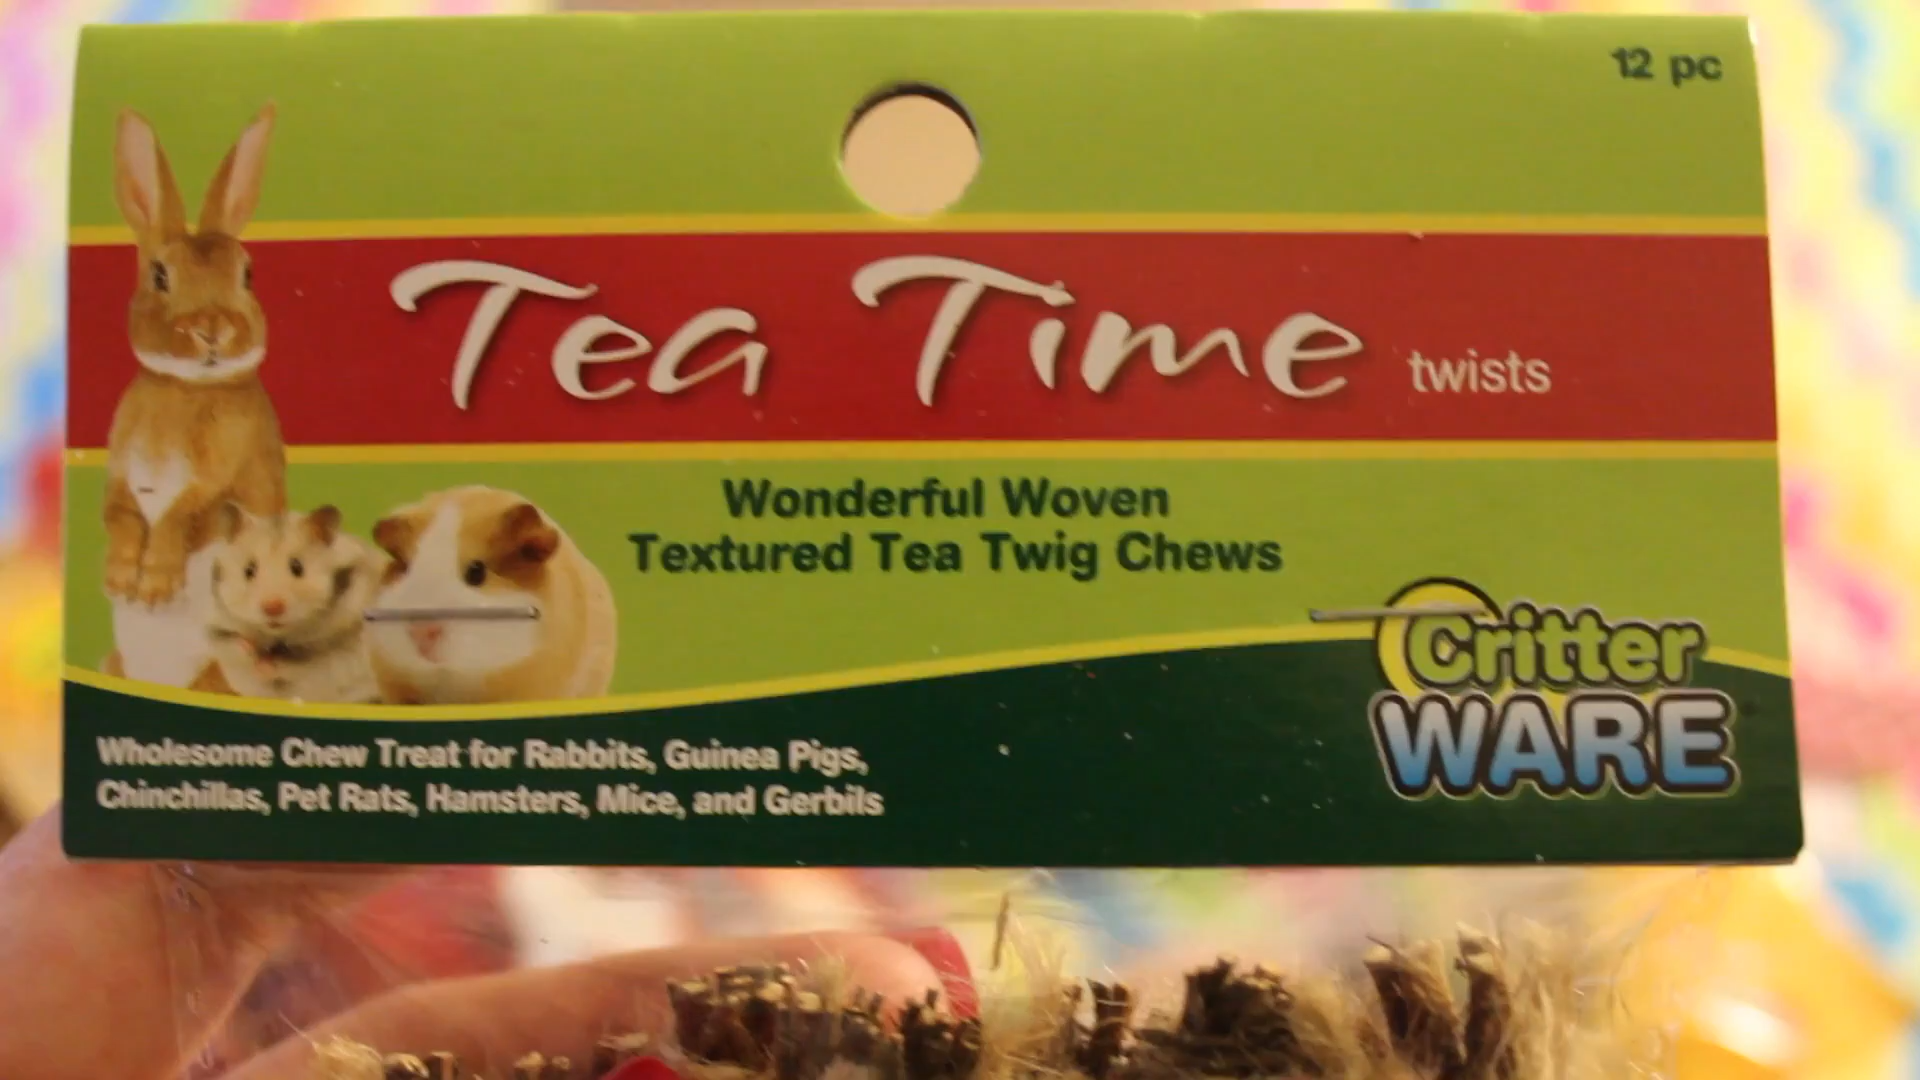 12 pc
Tea Time twists
Wonderful Woven
Textured Tea Twig Chews
Critter
WARE
Wholesome Chew Treat for Rabbits, Guinea Pigs,
Chinchillas, Pet Rats, Hamsters, Mice, and Gerbils